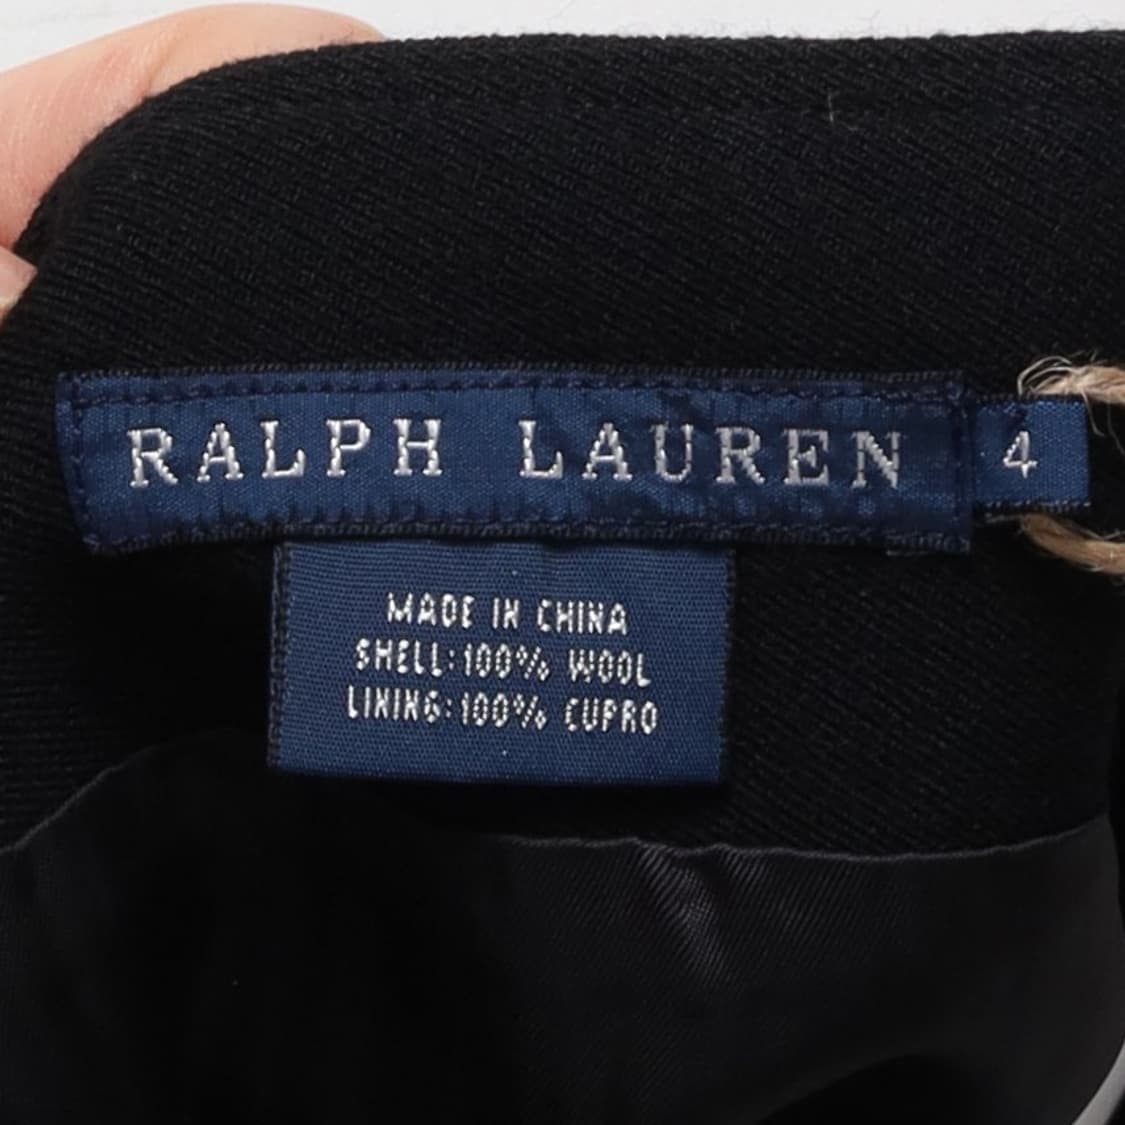 RALPH LAUREN 4
MADE IN CHINA
SHELL:100% WOOL
LINING:100% CUPRO